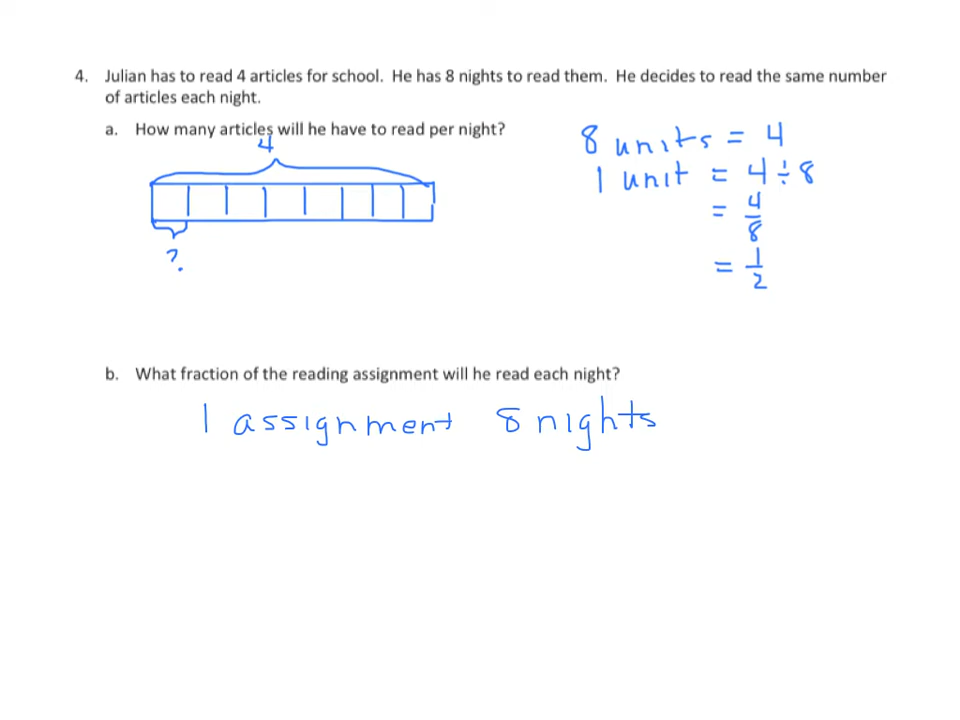 4. Julian has to read 4 articles for school. He has 8 nights to read them. He decides to read the same number
of articles each night.
a. How many articles will he have to read per night?
4
?
8 units = 4
1 unit = 4 ÷ 8
= 4/8
= 1/2
b. What fraction of the reading assignment will he read each night?
1 assignment 8 nights